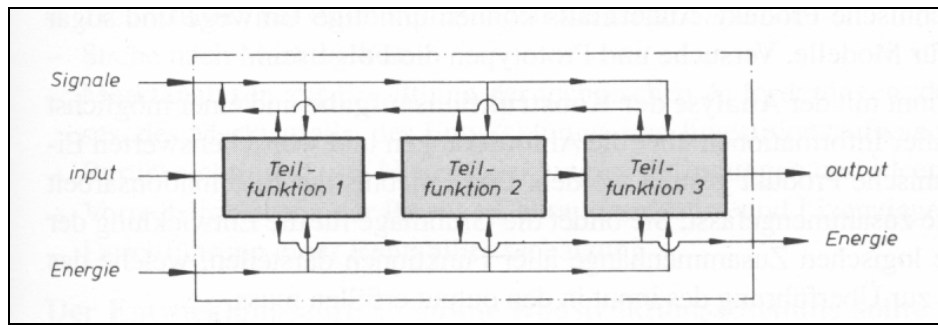 Signale
Teil-
funktion 1
Teil-
funktion 2
Teil-
funktion 3
input
output
Energie
Energie